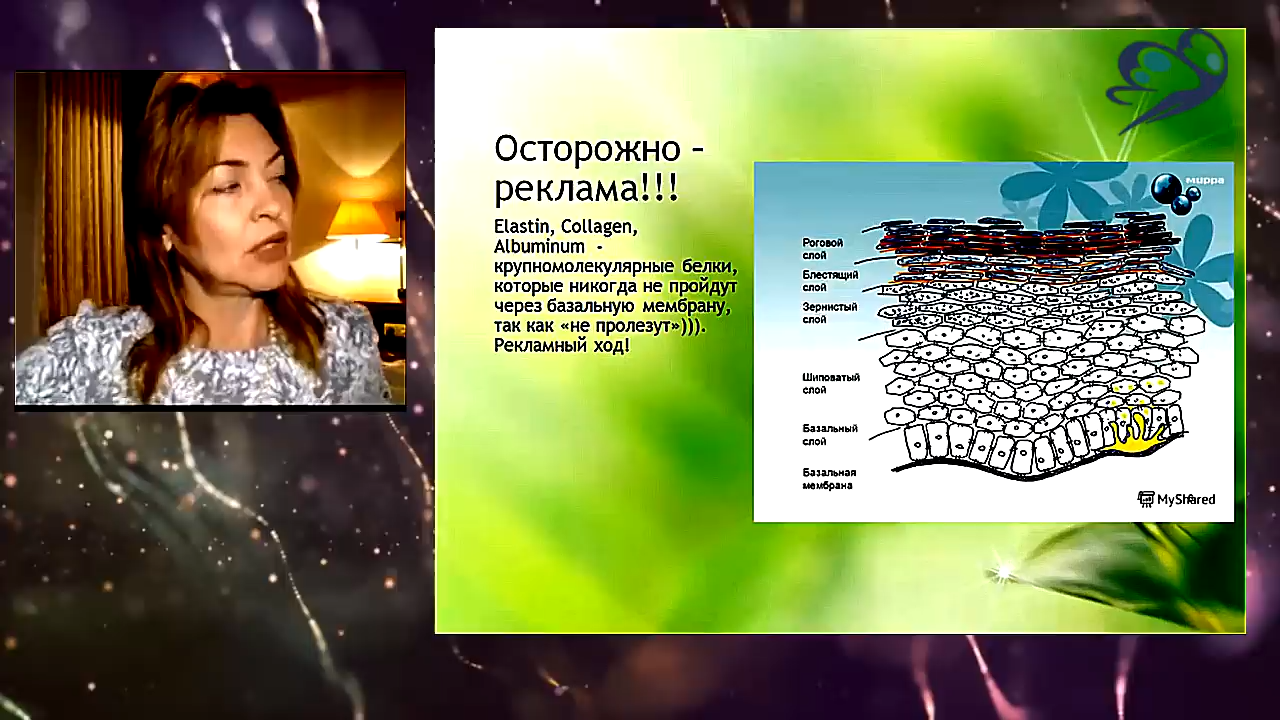 Осторожно –
реклама!!!
Elastin, Collagen,
Albuminum -
крупномолекулярные белки,
которые никогда не пройдут
через базальную мембрану,
так как «не пролезут»))).
Рекламный ход!
мирра
Роговой
слой
Блестящий
слой
Зернистый
слой
Шиповатый
слой
Базальный
слой
Базальная
мембрана
MyShared